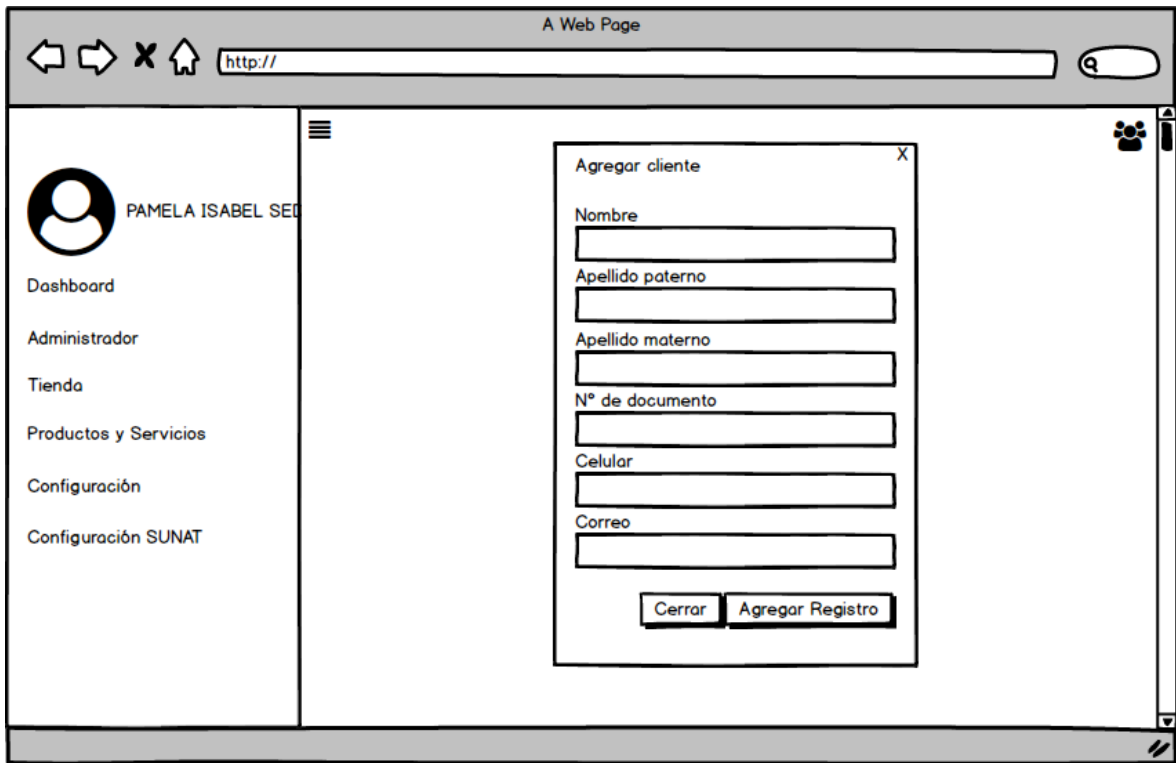 A Web Page
http://
PAMELA ISABEL SED
Dashboard
Administrador
Tienda
Productos y Servicios
Configuración
Configuración SUNAT
Agregar cliente
X
Nombre
Apellido paterno
Apellido materno
N° de documento
Celular
Correo
Cerrar
Agregar Registro